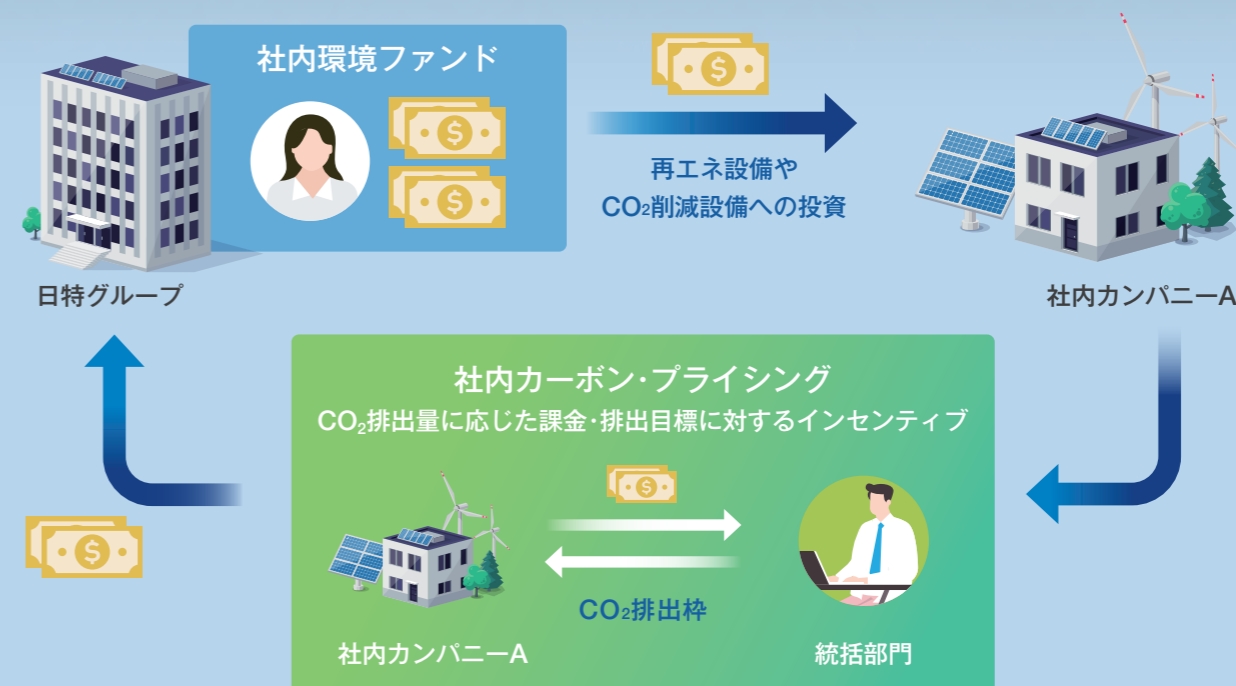 社内環境ファンド
再エネ設備や
CO₂削減設備への投資
日特グループ
社内カンパニーA
社内カーボン・プライシング
CO₂排出量に応じた課金・排出目標に対するインセンティブ
CO₂排出枠
社内カンパニーA
統括部門